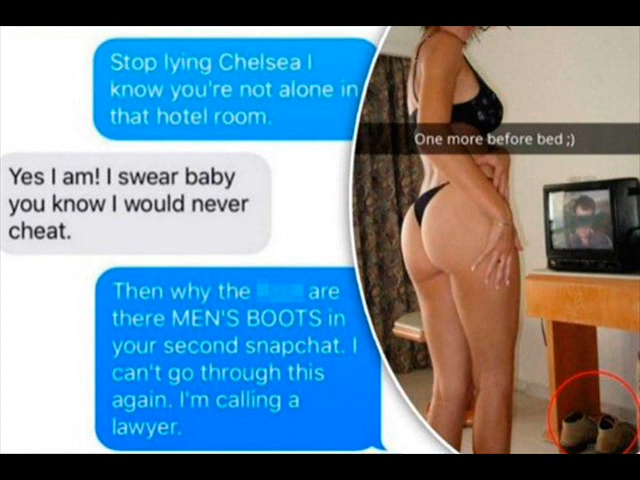 Stop lying Chelsea I
know you're not alone in
that hotel room.
Yes I am! I swear baby
you know I would never
cheat.
Then why the are
there MEN'S BOOTS in
your second snapchat. I
can't go through this
again. I'm calling a
lawyer.
One more before bed ;)